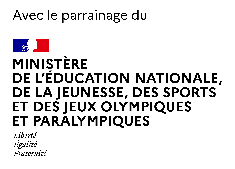 Avec le parrainage du
MINISTÈRE
DE L'ÉDUCATION NATIONALE,
DE LA JEUNESSE, DES SPORTS
ET DES JEUX OLYMPIQUES
ET PARALYMPIQUES
Liberté
Égalité
Fraternité